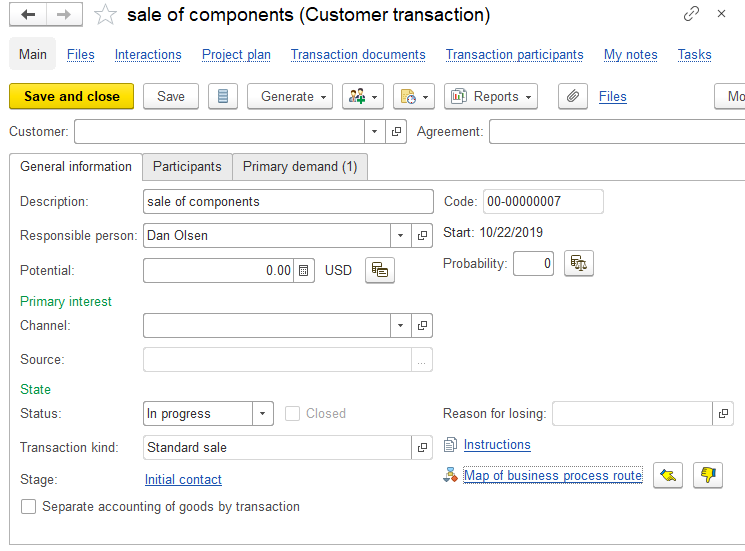 sale of components (Customer transaction)
Main Files Interactions Project plan Transaction documents Transaction participants My notes Tasks
Save and close Save Generate Reports Files Mo
Customer: Agreement:
General information Participants Primary demand (1)
Description: sale of components Code: 00-00000007
Responsible person: Dan Olsen Start: 10/22/2019
Potential: 0.00 USD Probability: 0
Primary interest
Channel:
Source: ...
State
Status: In progress Closed Reason for losing:
Transaction kind: Standard sale Instructions
Stage: Initial contact Map of business process route
Separate accounting of goods by transaction